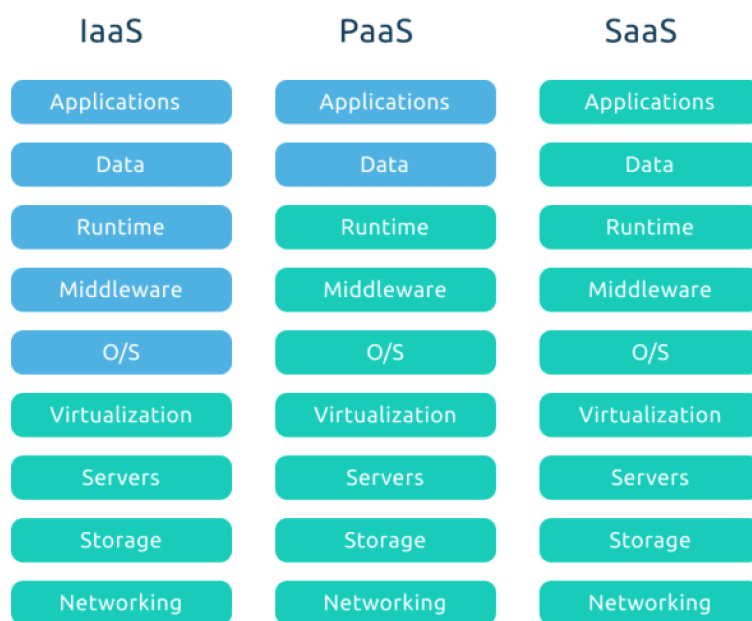 IaaS PaaS SaaS
Applications Applications Applications
Data Data Data
Runtime Runtime Runtime
Middleware Middleware Middleware
O/S O/S O/S
Virtualization Virtualization Virtualization
Servers Servers Servers
Storage Storage Storage
Networking Networking Networking